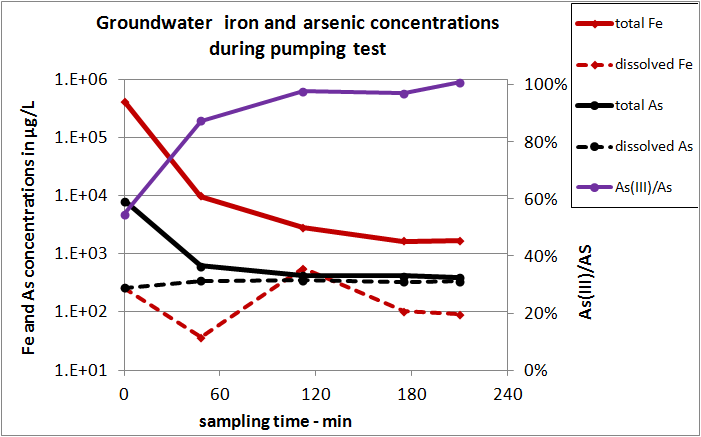 Groundwater iron and arsenic concentrations
during pumping test
total Fe
dissolved Fe
total As
dissolved As
As(III)/As
Fe and As concentrations in µg/L
1.E+06
1.E+05
1.E+04
1.E+03
1.E+02
1.E+01
100%
80%
60%
40%
20%
0%
As(III)/AS
0 60 120 180 240
sampling time - min